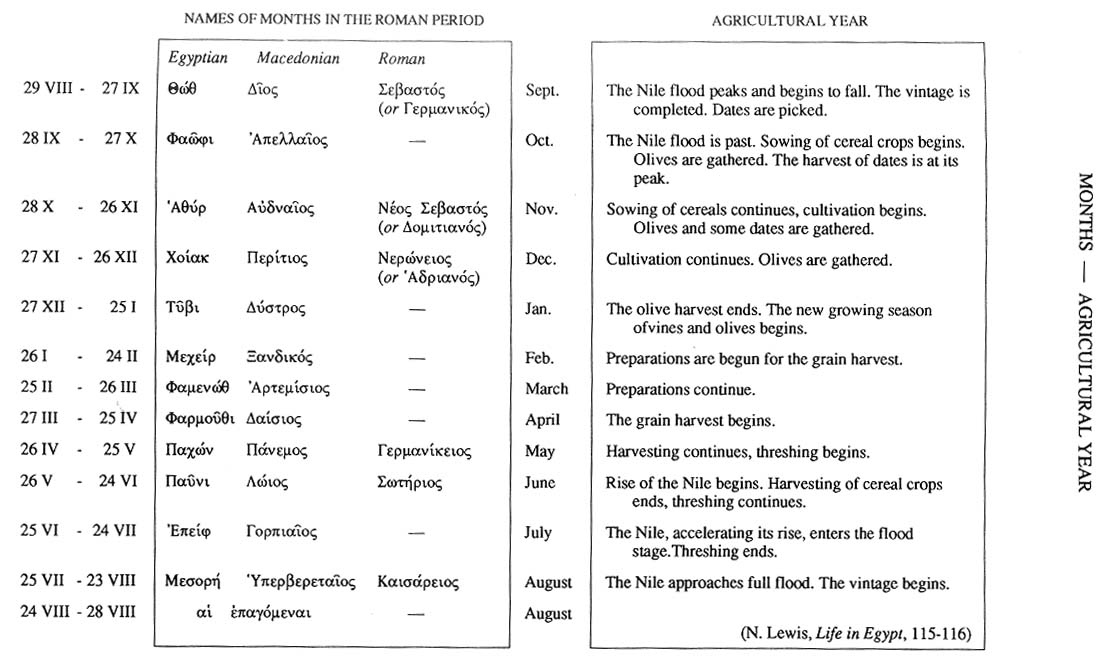 NAMES OF MONTHS IN THE ROMAN PERIOD
AGRICULTURAL YEAR
Egyptian Macedonian Roman
29 VIII - 27 IX Θώθ Δῖος Σεβαστός Sept. The Nile flood peaks and begins to fall. The vintage is
(or Γερμανικός) completed. Dates are picked.
28 IX - 27 X Φαῶφι Ἀπελλαῖος — Oct. The Nile flood is past. Sowing of cereal crops begins.
Olives are gathered. The harvest of dates is at its
peak.
28 X - 26 XI Ἁθύρ Αὐδναῖος Νέος Σεβαστός Nov. Sowing of cereals continues, cultivation begins.
(or Δομιτιανός) Olives and some dates are gathered.
27 XI - 26 XII Χοίακ Περίτιος Νερώνειος Dec. Cultivation continues. Olives are gathered.
(or Ἁδριανός)
27 XII - 25 I Τῦβι Δύστρος — Jan. The olive harvest ends. The new growing season
ofvines and olives begins.
26 I - 24 II Μεχείρ Ξανδικός — Feb. Preparations are begun for the grain harvest.
25 II - 26 III Φαμενώθ Ἀρτεμίσιος — March Preparations continue.
27 III - 25 IV Φαρμοῦθι Δαίσιος — April The grain harvest begins.
26 IV - 25 V Παχών Πάνεμος Γερμανίκειος May Harvesting continues, threshing begins.
26 V - 24 VI Παῦνι Λώιος Σωτήριος June Rise of the Nile begins. Harvesting of cereal crops
ends, threshing continues.
25 VI - 24 VII Ἐπείφ Γορπιαῖος — July The Nile, accelerating its rise, enters the flood
stage.Threshing ends.
25 VII - 23 VIII Μεσορή Ὑπερβερεταῖος Καισάρειος August The Nile approaches full flood. The vintage begins.
24 VIII - 28 VIII αἱ ἐπαγόμεναι — August
(N. Lewis, Life in Egypt, 115-116)
MONTHS — AGRICULTURAL YEAR